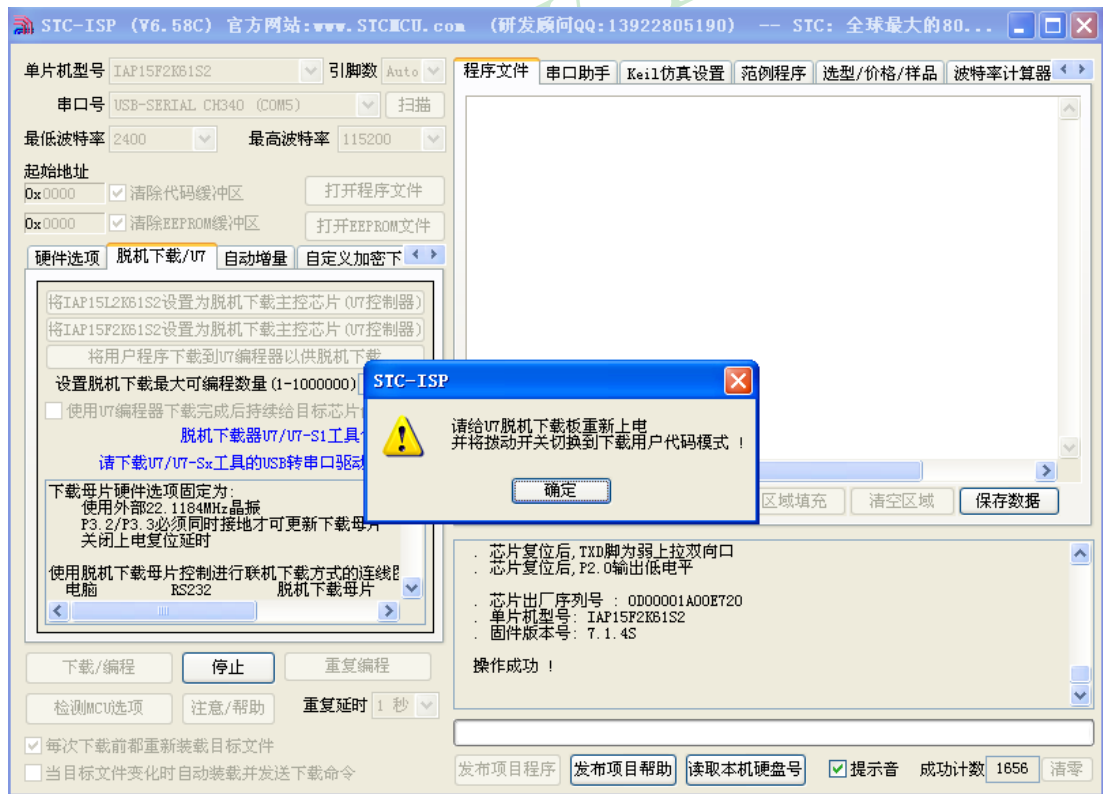 STC-ISP (V6.58C) 官方网站:www.STCMCU.com (研发顾问QQ:13922805190) -- STC: 全球最大的80...
单片机型号 IAP15F2K61S2 引脚数 Auto
串口号 USB-SERIAL CH340 (COM5) 扫描
最低波特率 2400 最高波特率 115200
起始地址
0x0000 清除代码缓冲区 打开程序文件
0x0000 清除EEPROM缓冲区 打开EEPROM文件
硬件选项 脱机下载/U7 自动增量 自定义加密下
将IAP15L2K61S2设置为脱机下载主控芯片(U7控制器)
将IAP15F2K61S2设置为脱机下载主控芯片(U7控制器)
将用户程序下载到U7编程器以供脱机下载
设置脱机下载最大可编程数量(1-1000000)
使用U7编程器下载完成后持续给目标芯片
脱机下载器U7/U7-S1工具
请下载U7/U7-Sx工具的USB转串口驱动
下载母片硬件选项固定为:
使用外部22.1184MHz晶振
P3.2/P3.3必须同时接地才可更新下载母片
关闭上电复位延时
使用脱机下载母片控制进行联机下载方式的连线
电脑 RS232 脱机下载母片
下载/编程 停止 重复编程
检测MCU选项 注意/帮助 重复延时 1 秒
每次下载前都重新装载目标文件
当目标文件变化时自动装载并发送下载命令
程序文件 串口助手 Keil仿真设置 范例程序 选型/价格/样品 波特率计算器
STC-ISP
请给U7脱机下载板重新上电
并将拨动开关切换到下载用户代码模式 !
确定
区域填充 清空区域 保存数据
. 芯片复位后,TXD脚为弱上拉双向口
. 芯片复位后,P2.0输出低电平
. 芯片出厂序列号 : 0D00001A00E720
. 单片机型号: IAP15F2K61S2
. 固件版本号: 7.1.4S
操作成功 !
发布项目程序 发布项目帮助 读取本机硬盘号 提示音 成功计数 1656 清零